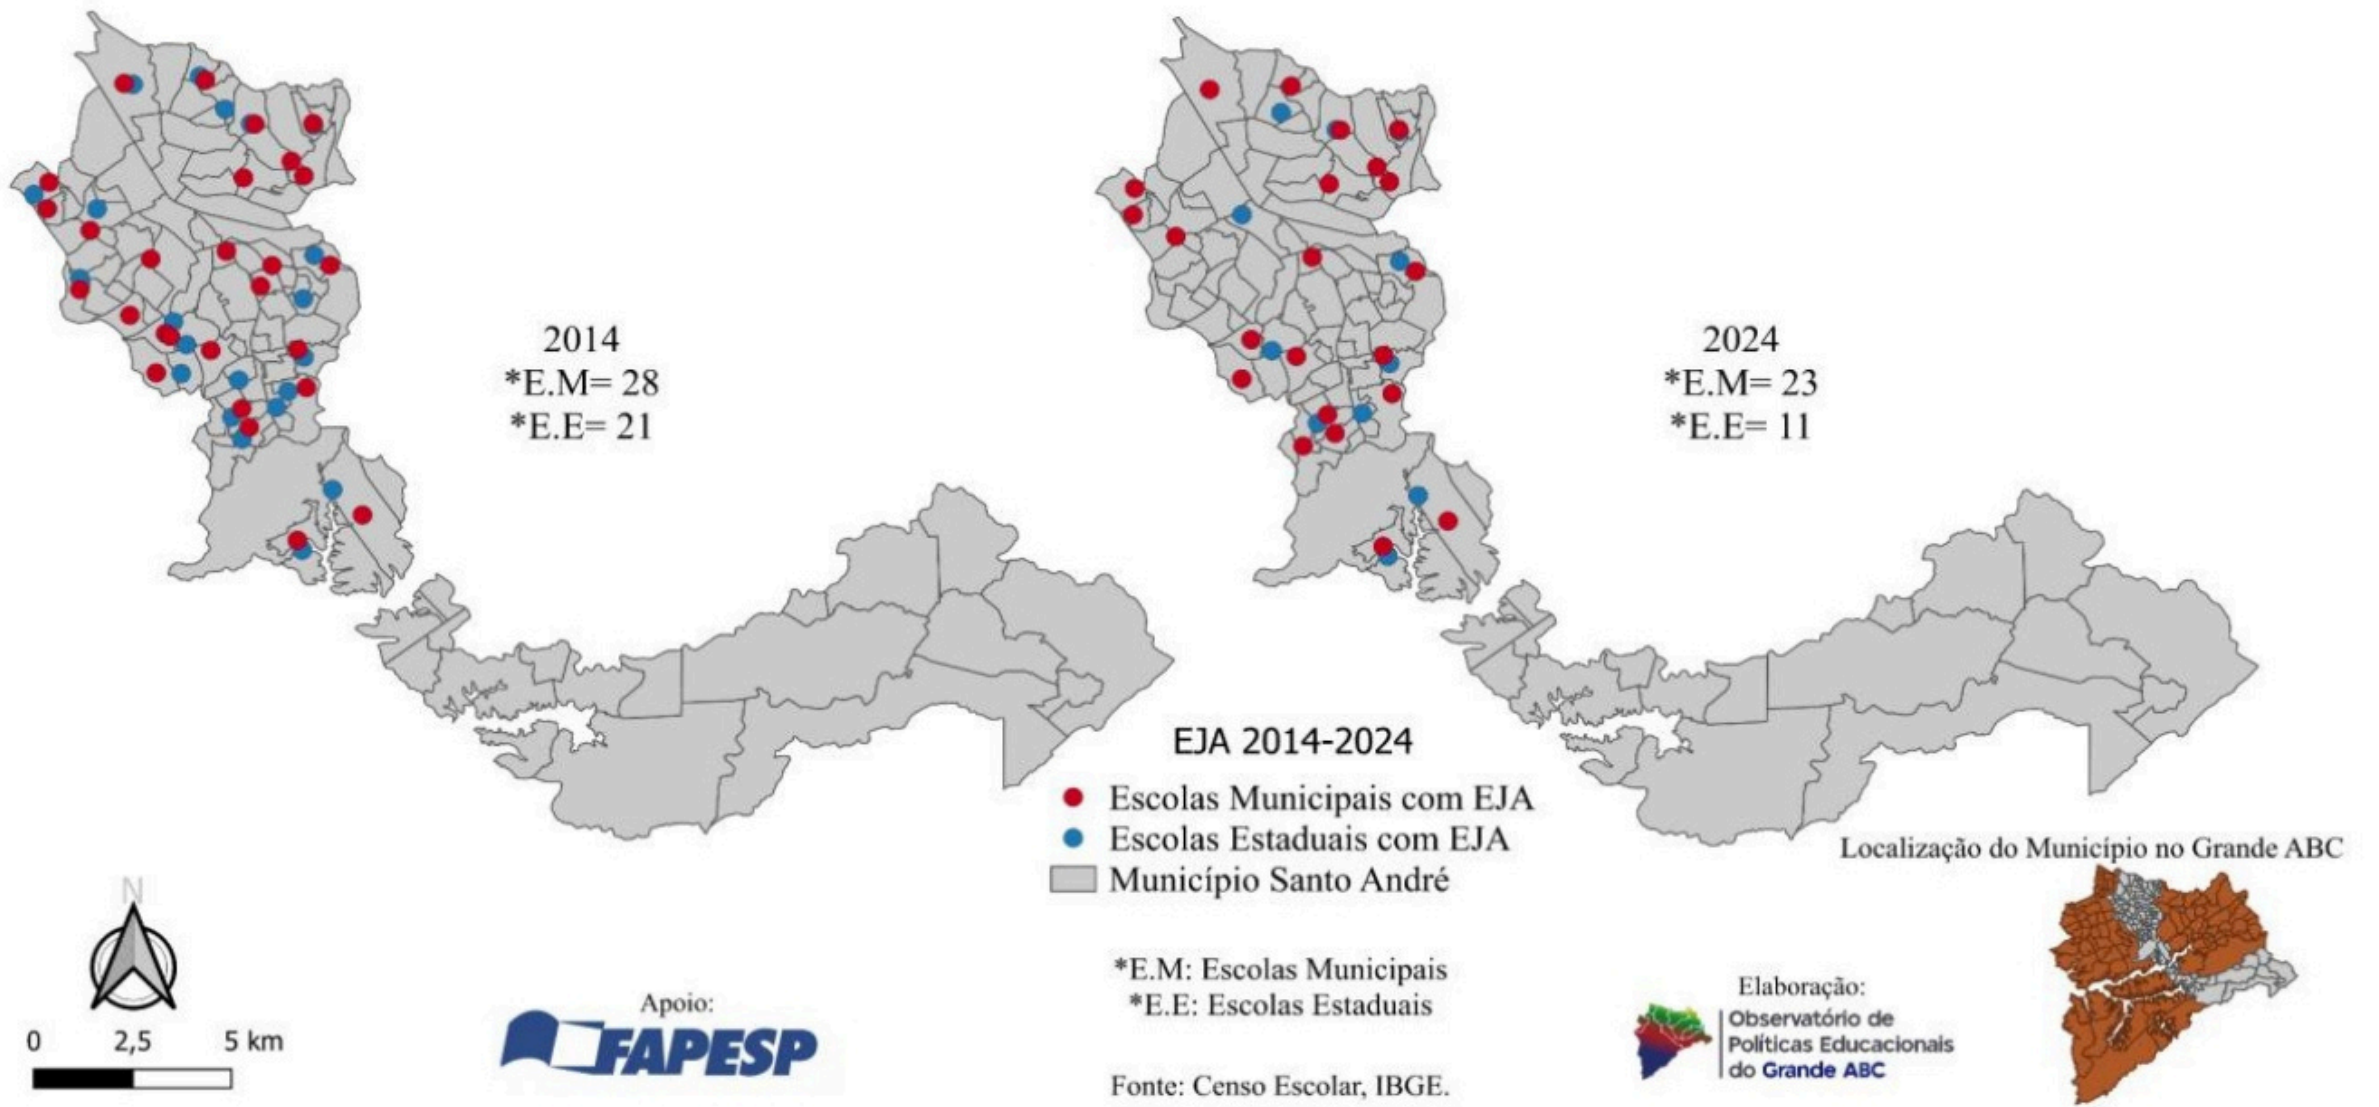 2014
*E.M= 28
*E.E= 21
2024
*E.M= 23
*E.E= 11
EJA 2014-2024
Escolas Municipais com EJA
Escolas Estaduais com EJA
Município Santo André
*E.M: Escolas Municipais
*E.E: Escolas Estaduais
Fonte: Censo Escolar, IBGE.
N
0 2,5 5 km
Apoio:
FAPESP
Localização do Município no Grande ABC
Elaboração:
Observatório de
Políticas Educacionais
do Grande ABC